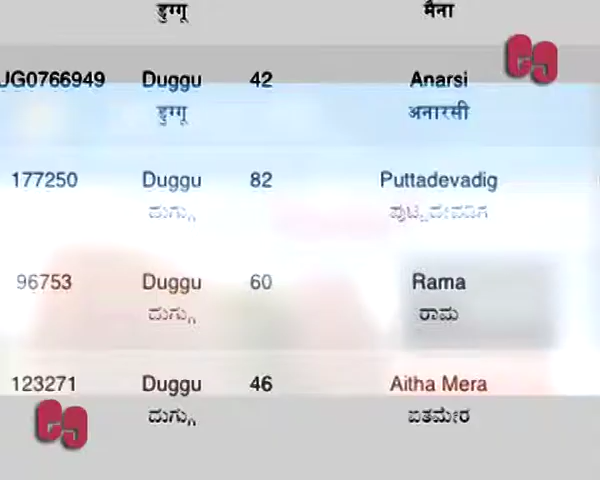 डुग्गू मैना
JG0766949 Duggu 42 Anarsi
डुग्गू अनारसी
177250 Duggu 82 Puttadevadig
ದುಗ್ಗು ಪುಟ್ಟದೇವಡಿಗ
96753 Duggu 60 Rama
ದುಗ್ಗು ರಾಮ
123271 Duggu 46 Aitha Mera
ದುಗ್ಗು ಐತಮೇರ